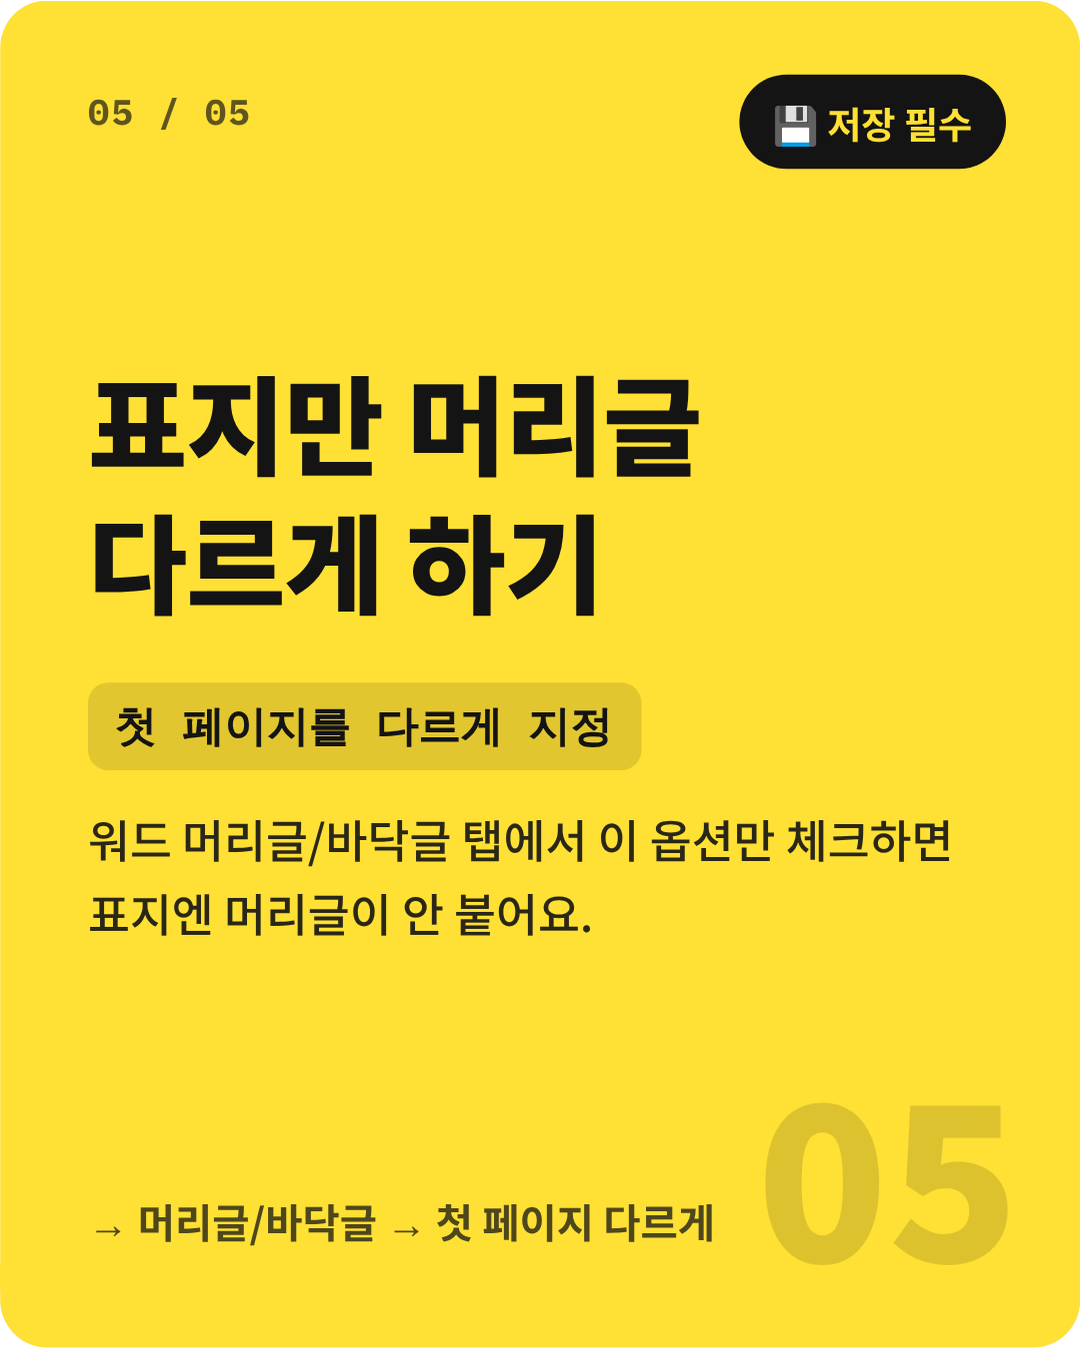 05 / 05
💾 저장 필수
표지만 머리글
다르게 하기
첫 페이지를 다르게 지정
워드 머리글/바닥글 탭에서 이 옵션만 체크하면
표지엔 머리글이 안 붙어요.
→ 머리글/바닥글 → 첫 페이지 다르게
05